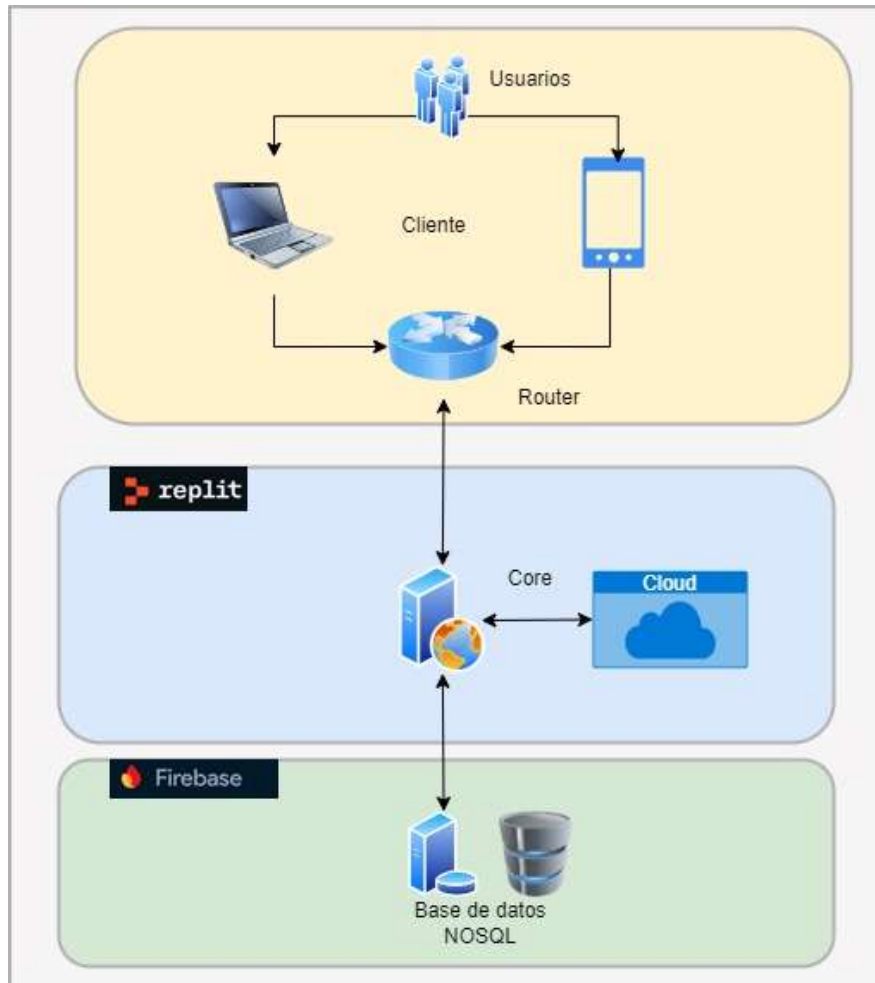 Usuarios
Cliente
Router
replit
Core
Cloud
Firebase
Base de datos
NOSQL